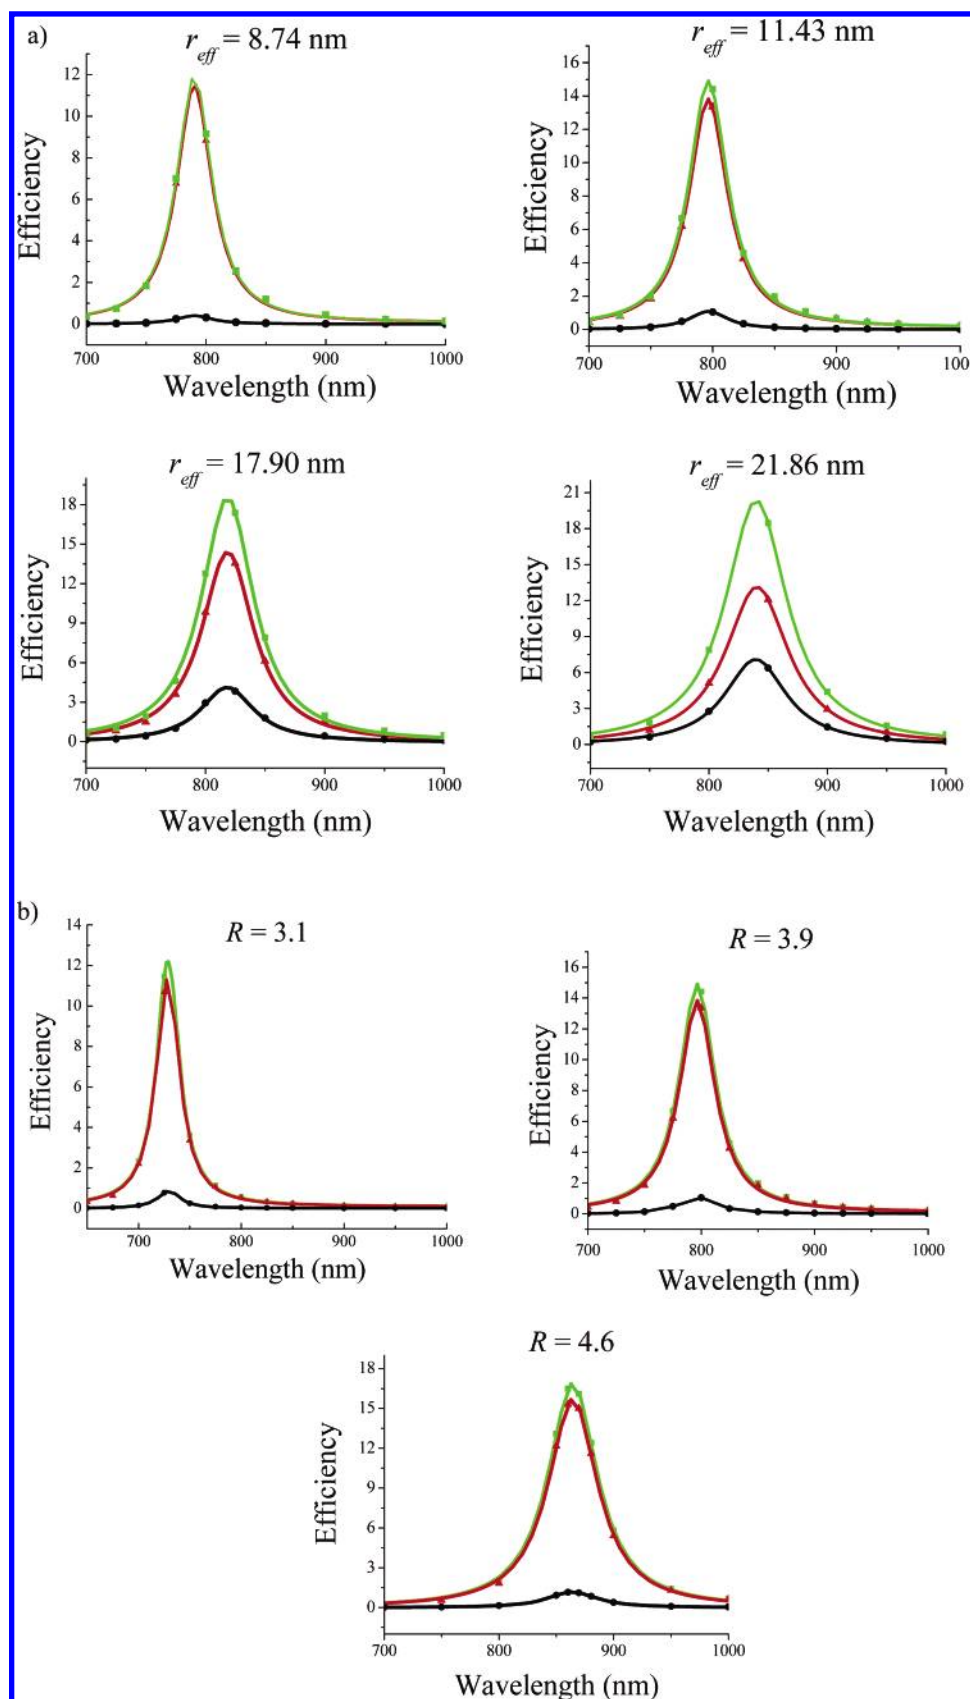 a)
r_eff = 8.74 nm
12
10
8
6
4
2
0
700 800 900 1000
Efficiency
Wavelength (nm)
r_eff = 11.43 nm
16
14
12
10
8
6
4
2
0
700 800 900 1000
Efficiency
Wavelength (nm)
r_eff = 17.90 nm
18
15
12
9
6
3
0
700 800 900 1000
Efficiency
Wavelength (nm)
r_eff = 21.86 nm
21
18
15
12
9
6
3
0
700 800 900 1000
Efficiency
Wavelength (nm)
b)
R = 3.1
14
12
10
8
6
4
2
0
700 800 900 1000
Efficiency
Wavelength (nm)
R = 3.9
16
14
12
10
8
6
4
2
0
700 800 900 1000
Efficiency
Wavelength (nm)
R = 4.6
18
15
12
9
6
3
0
700 800 900 1000
Efficiency
Wavelength (nm)